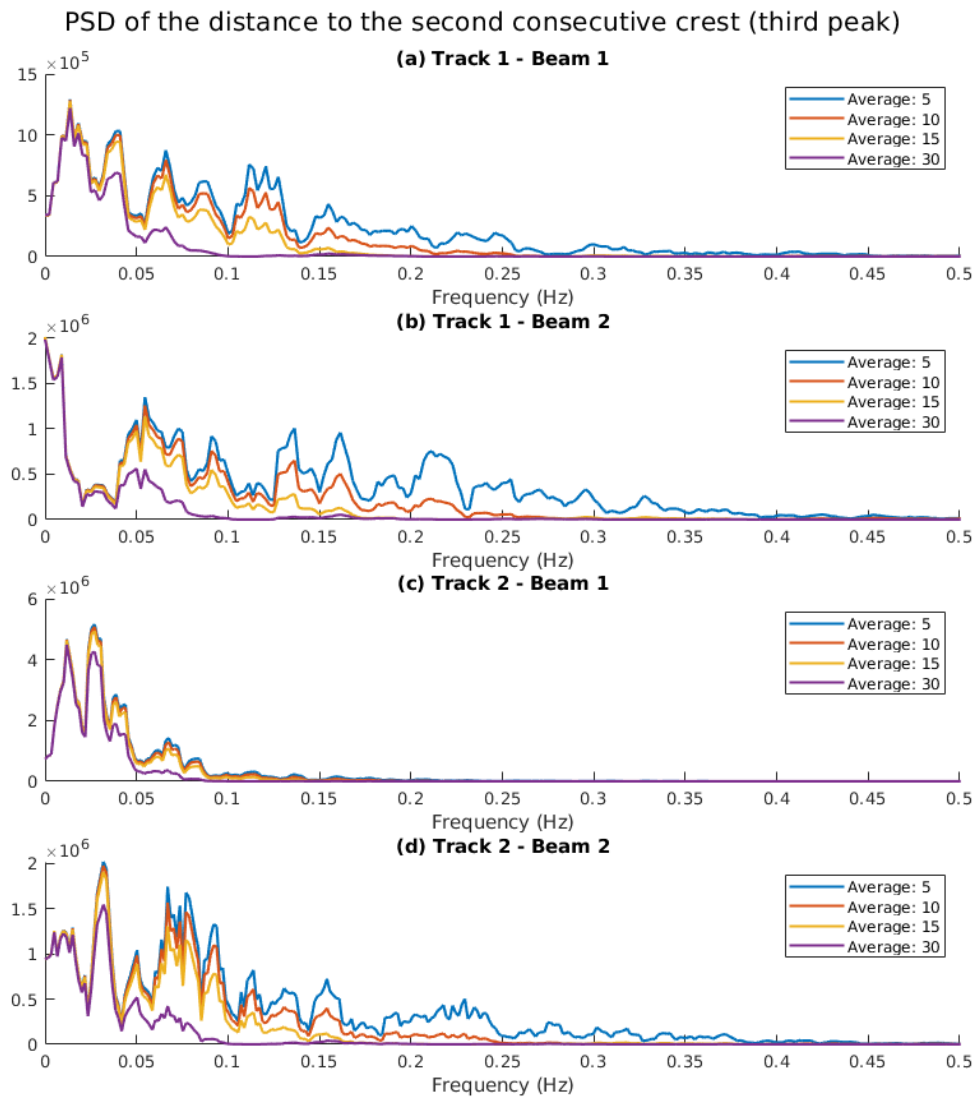 PSD of the distance to the second consecutive crest (third peak)
(a) Track 1 - Beam 1
×10⁵
15
10
5
0
Average: 5
Average: 10
Average: 15
Average: 30
0 0.05 0.1 0.15 0.2 0.25 0.3 0.35 0.4 0.45 0.5
Frequency (Hz)
(b) Track 1 - Beam 2
×10⁶
2
1.5
1
0.5
0
Average: 5
Average: 10
Average: 15
Average: 30
0 0.05 0.1 0.15 0.2 0.25 0.3 0.35 0.4 0.45 0.5
Frequency (Hz)
(c) Track 2 - Beam 1
×10⁶
6
4
2
0
Average: 5
Average: 10
Average: 15
Average: 30
0 0.05 0.1 0.15 0.2 0.25 0.3 0.35 0.4 0.45 0.5
Frequency (Hz)
(d) Track 2 - Beam 2
×10⁶
2
1.5
1
0.5
0
Average: 5
Average: 10
Average: 15
Average: 30
0 0.05 0.1 0.15 0.2 0.25 0.3 0.35 0.4 0.45 0.5
Frequency (Hz)